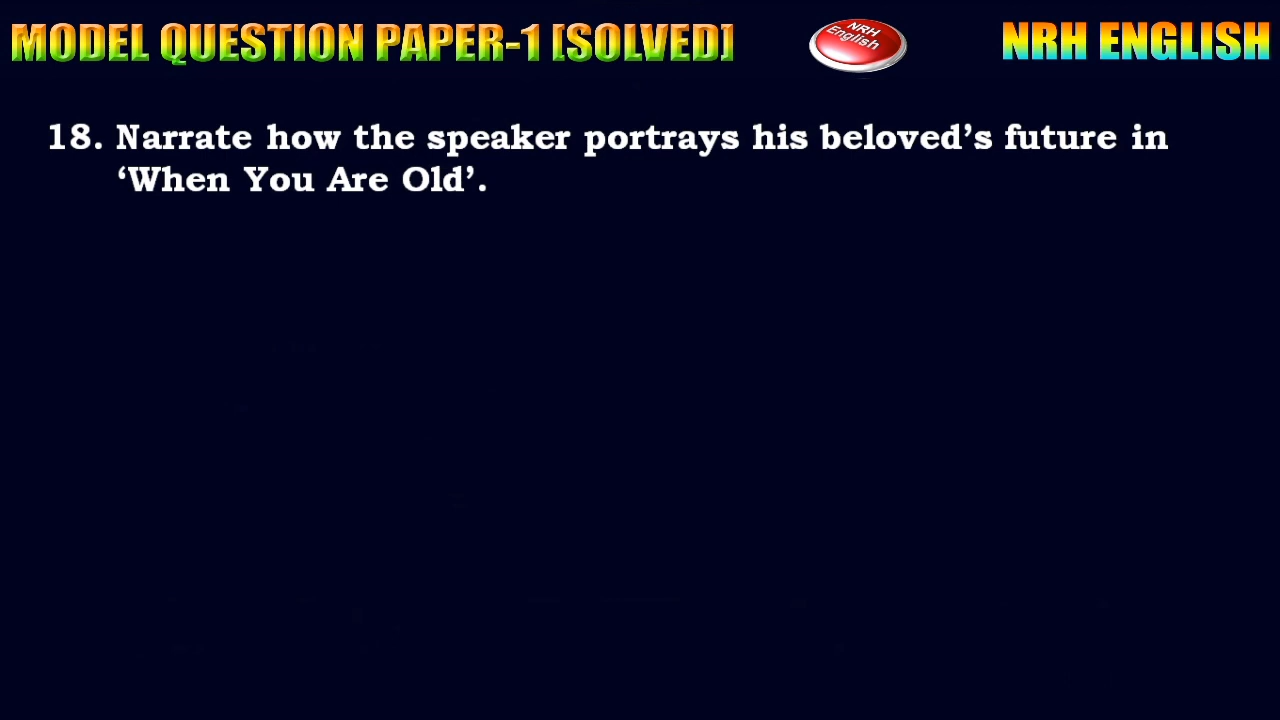 MODEL QUESTION PAPER-1 [SOLVED]
NRH
English
NRH ENGLISH
18. Narrate how the speaker portrays his beloved’s future in
‘When You Are Old’.